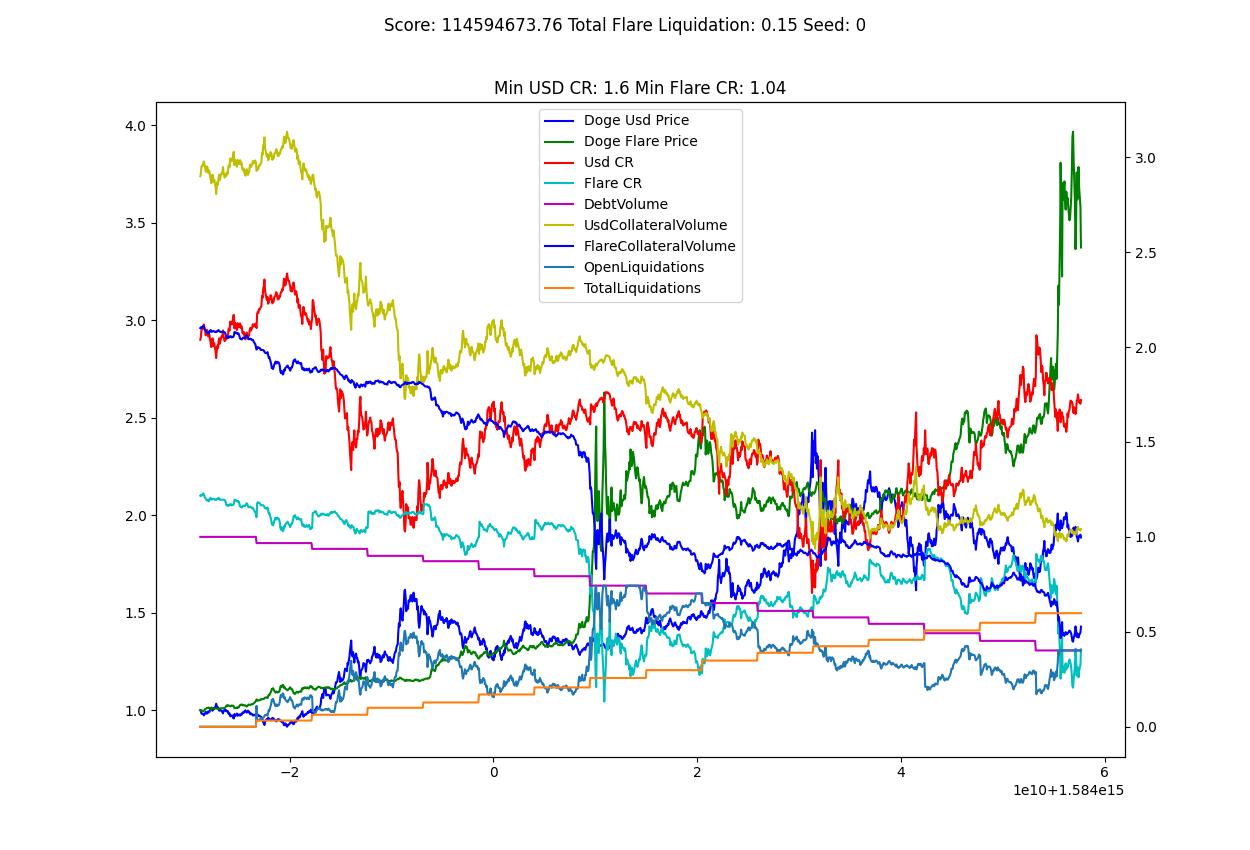 Score: 114594673.76 Total Flare Liquidation: 0.15 Seed: 0
Min USD CR: 1.6 Min Flare CR: 1.04
Doge Usd Price
Doge Flare Price
Usd CR
Flare CR
DebtVolume
UsdCollateralVolume
FlareCollateralVolume
OpenLiquidations
TotalLiquidations
4.0
3.5
3.0
2.5
2.0
1.5
1.0
3.0
2.5
2.0
1.5
1.0
0.5
0.0
−2
0
2
4
6
1e10+1.584e15